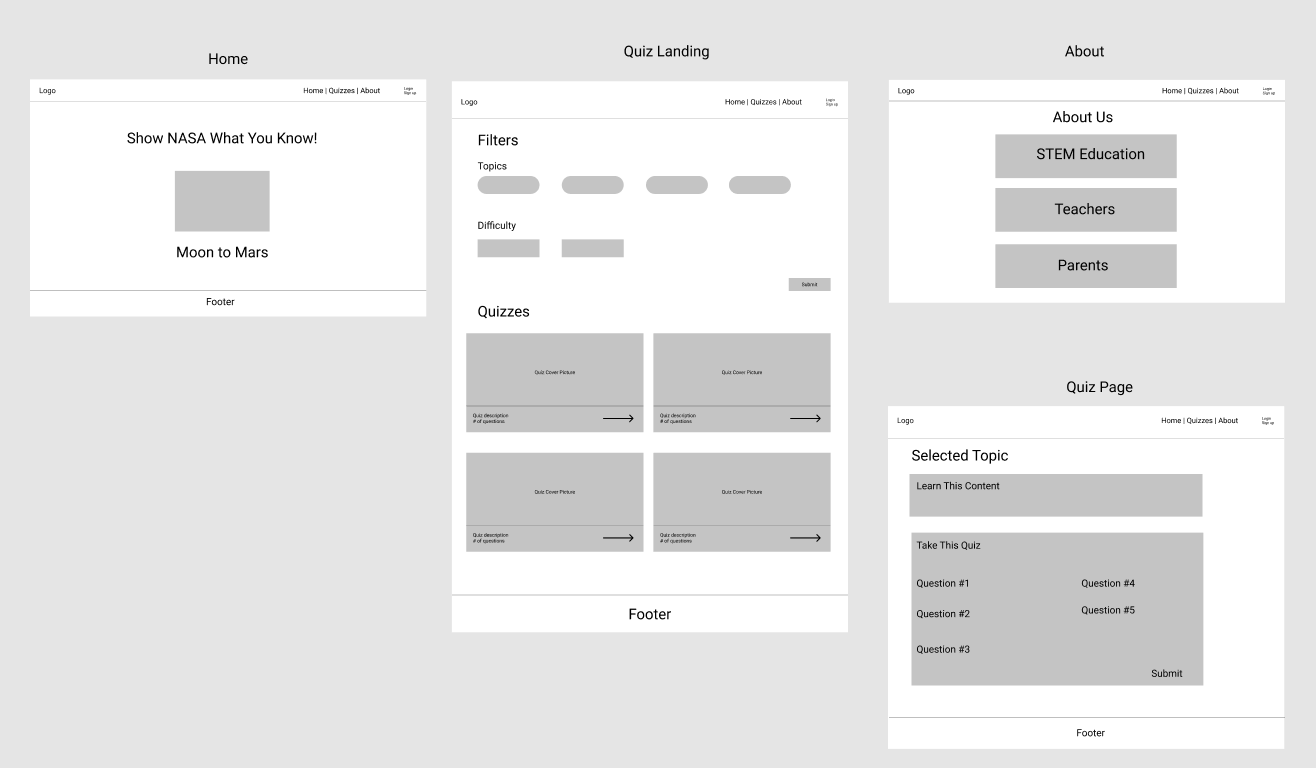 Home
Logo
Home | Quizzes | About
Login
Sign up
Show NASA What You Know!
Moon to Mars
Footer
Quiz Landing
Logo
Home | Quizzes | About
Login
Sign up
Filters
Topics
Difficulty
Submit
Quizzes
Quiz Cover Picture
Quiz description
# of questions
Quiz Cover Picture
Quiz description
# of questions
Quiz Cover Picture
Quiz description
# of questions
Quiz Cover Picture
Quiz description
# of questions
Footer
About
Logo
Home | Quizzes | About
Login
Sign up
About Us
STEM Education
Teachers
Parents
Quiz Page
Logo
Home | Quizzes | About
Login
Sign up
Selected Topic
Learn This Content
Take This Quiz
Question #1
Question #2
Question #3
Question #4
Question #5
Submit
Footer